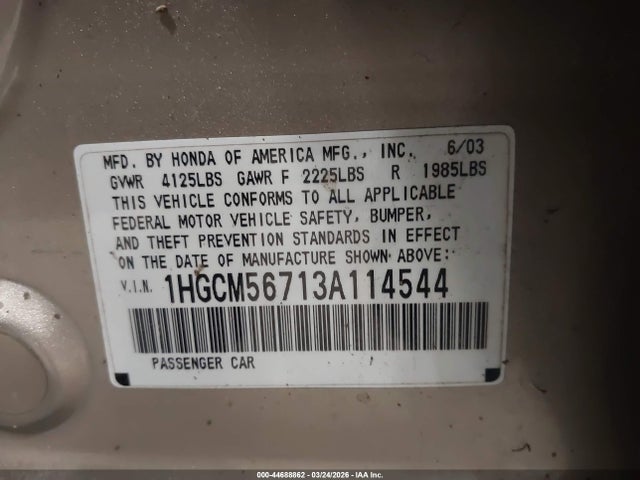 MFD. BY HONDA OF AMERICA MFG., INC. 6/03
GVWR 4125LBS GAWR F 2225LBS R 1985LBS
THIS VEHICLE CONFORMS TO ALL APPLICABLE
FEDERAL MOTOR VEHICLE SAFETY, BUMPER,
AND THEFT PREVENTION STANDARDS IN EFFECT
ON THE DATE OF MANUFACTURE SHOWN ABOVE:
V.I.N. 1HGCM56713A114544
PASSENGER CAR
000-44688862 - 03/24/2026 - IAA Inc.